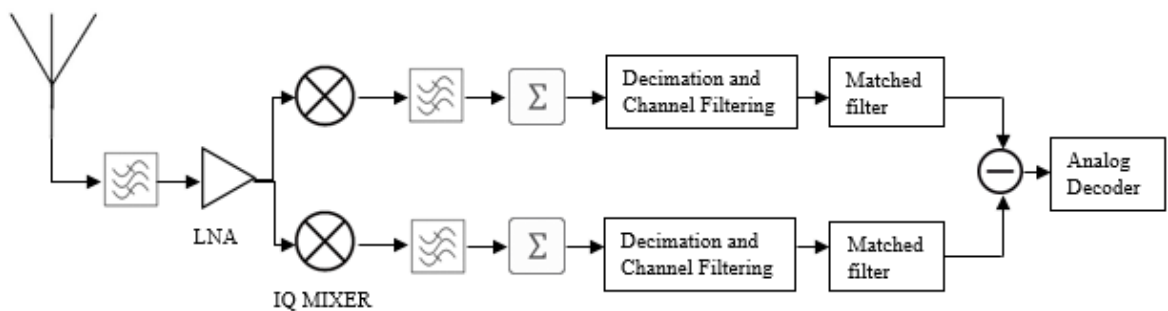 Decimation and
Channel Filtering
Matched
filter
Σ
Analog
Decoder
LNA
Decimation and
Channel Filtering
Matched
filter
Σ
IQ MIXER